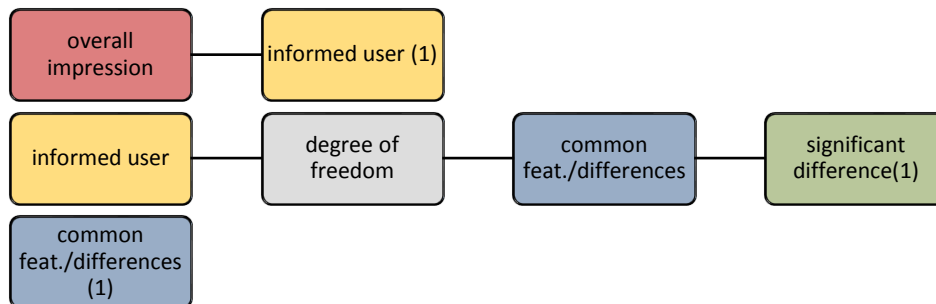 overall
impression
informed user (1)
informed user
degree of
freedom
common
feat./differences
significant
difference(1)
common
feat./differences
(1)